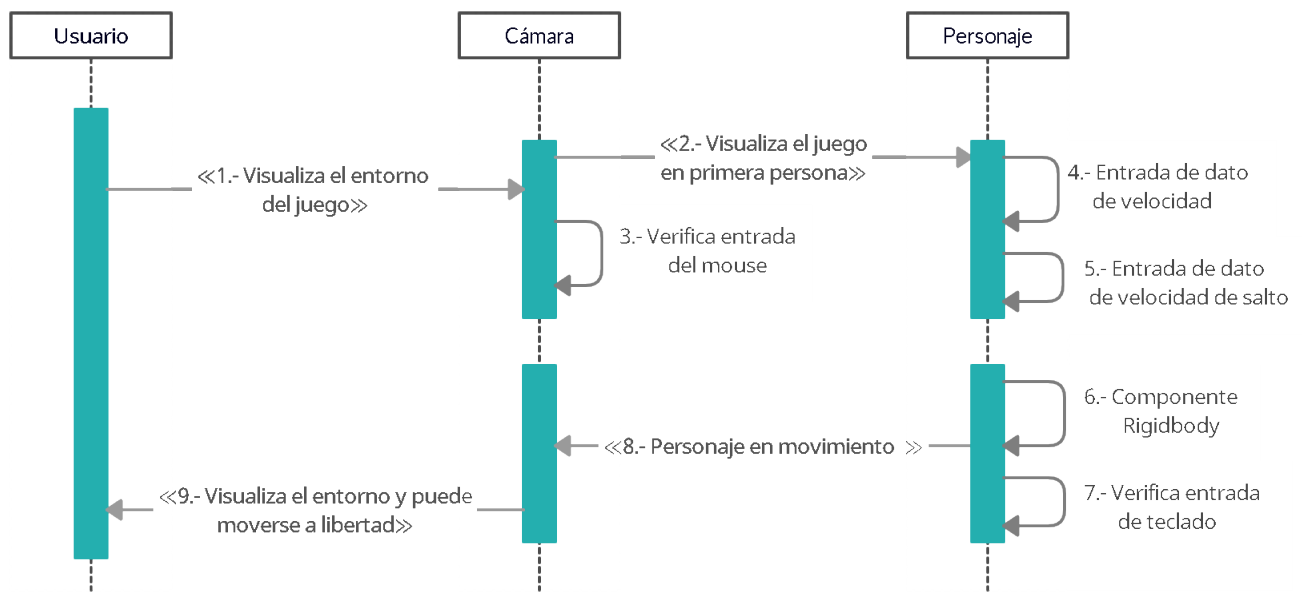 Usuario
Cámara
Personaje
≪1.- Visualiza el entorno
del juego≫
≪2.- Visualiza el juego
en primera persona≫
3.- Verifica entrada
del mouse
4.- Entrada de dato
de velocidad
5.- Entrada de dato
de velocidad de salto
6.- Componente
Rigidbody
7.- Verifica entrada
de teclado
≪8.- Personaje en movimiento ≫
≪9.- Visualiza el entorno y puede
moverse a libertad≫